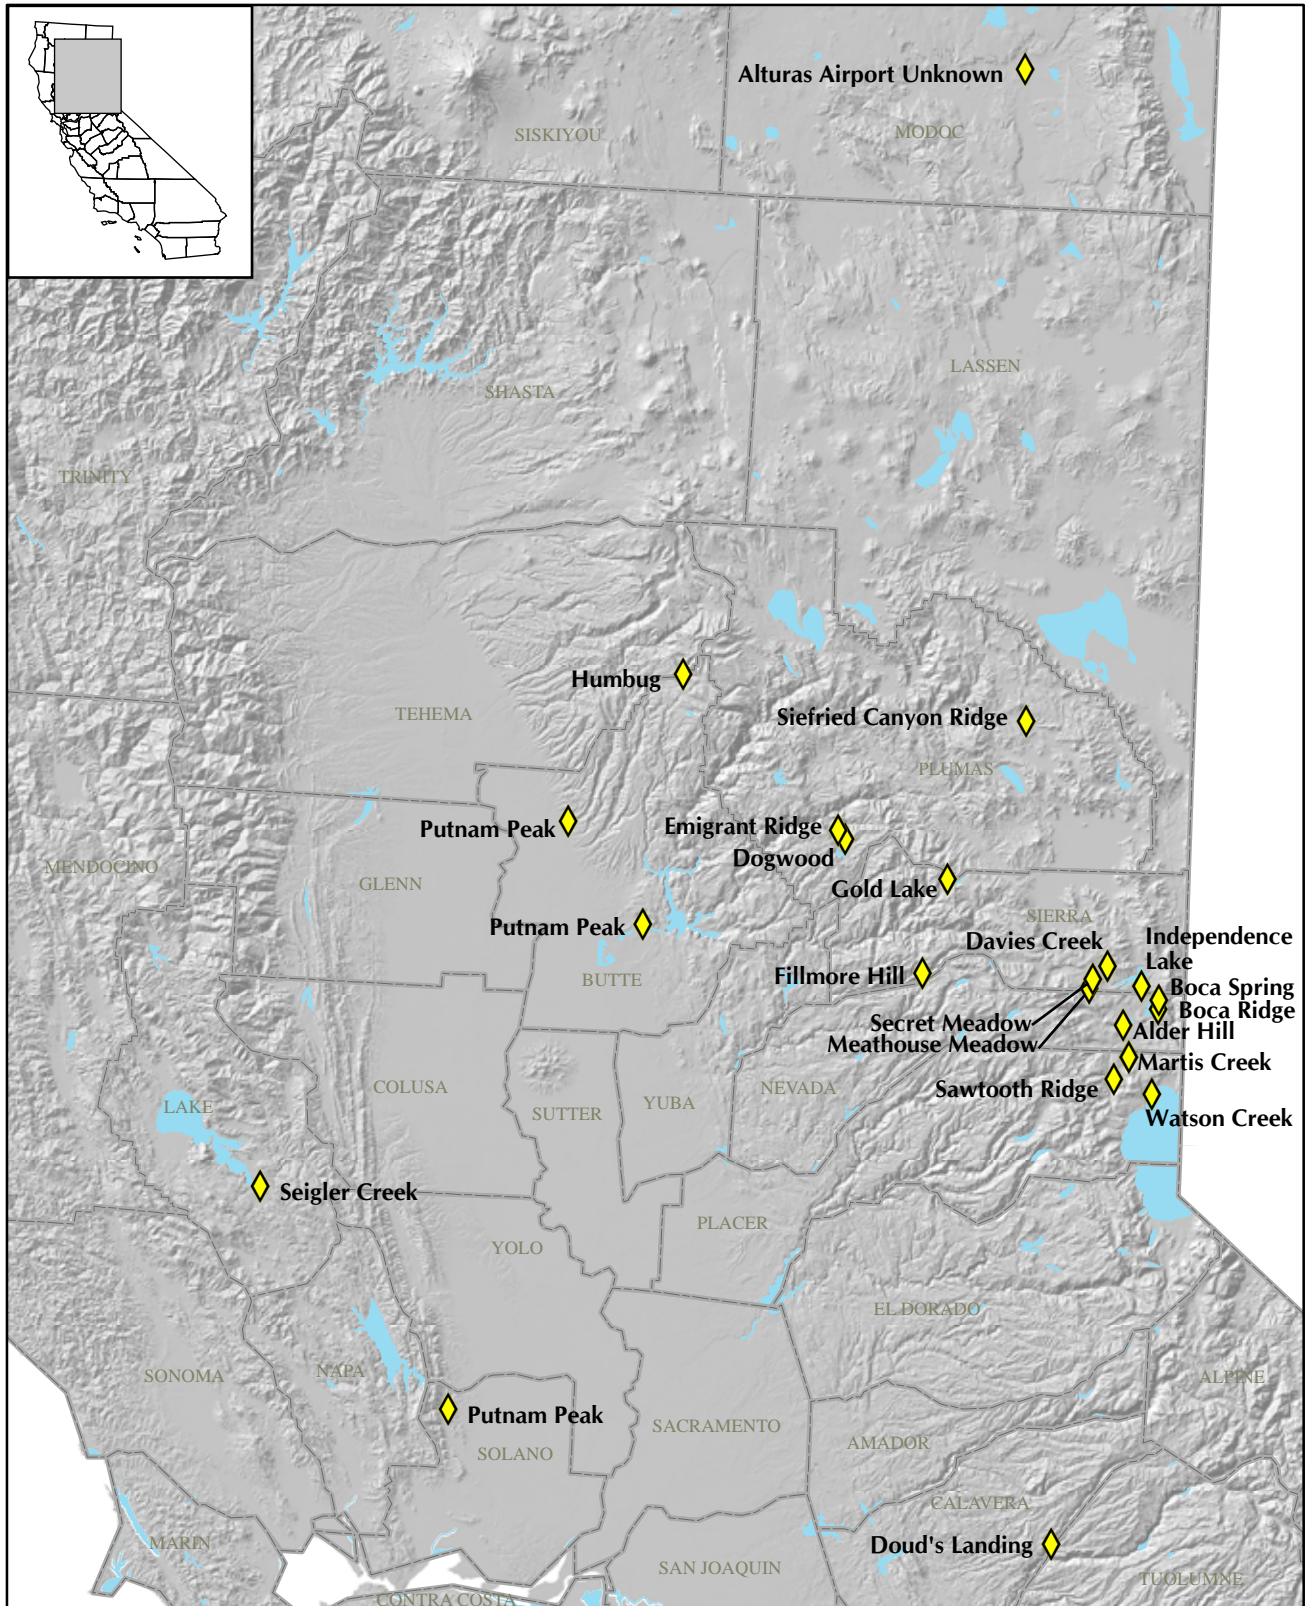 Alturas Airport Unknown
SISKIYOU
MODOC
LASSEN
SHASTA
TRINITY
Humbug
TEHEMA
Siefried Canyon Ridge
PLUMAS
Putnam Peak
Emigrant Ridge
Dogwood
MENDOCINO
GLENN
Gold Lake
SIERRA
Putnam Peak
Davies Creek
Independence
Lake
BUTTE
Fillmore Hill
Boca Spring
Boca Ridge
Secret Meadow
Alder Hill
Meathouse Meadow
Martis Creek
COLUSA
NEVADA
Sawtooth Ridge
LAKE
SUTTER
YUBA
Watson Creek
Seigler Creek
PLACER
YOLO
EL DORADO
SONOMA
NAPA
ALPINE
Putnam Peak
SACRAMENTO
AMADOR
SOLANO
CALAVERA
MARIN
Doud's Landing
SAN JOAQUIN
TUOLUMNE
CONTRA COSTA